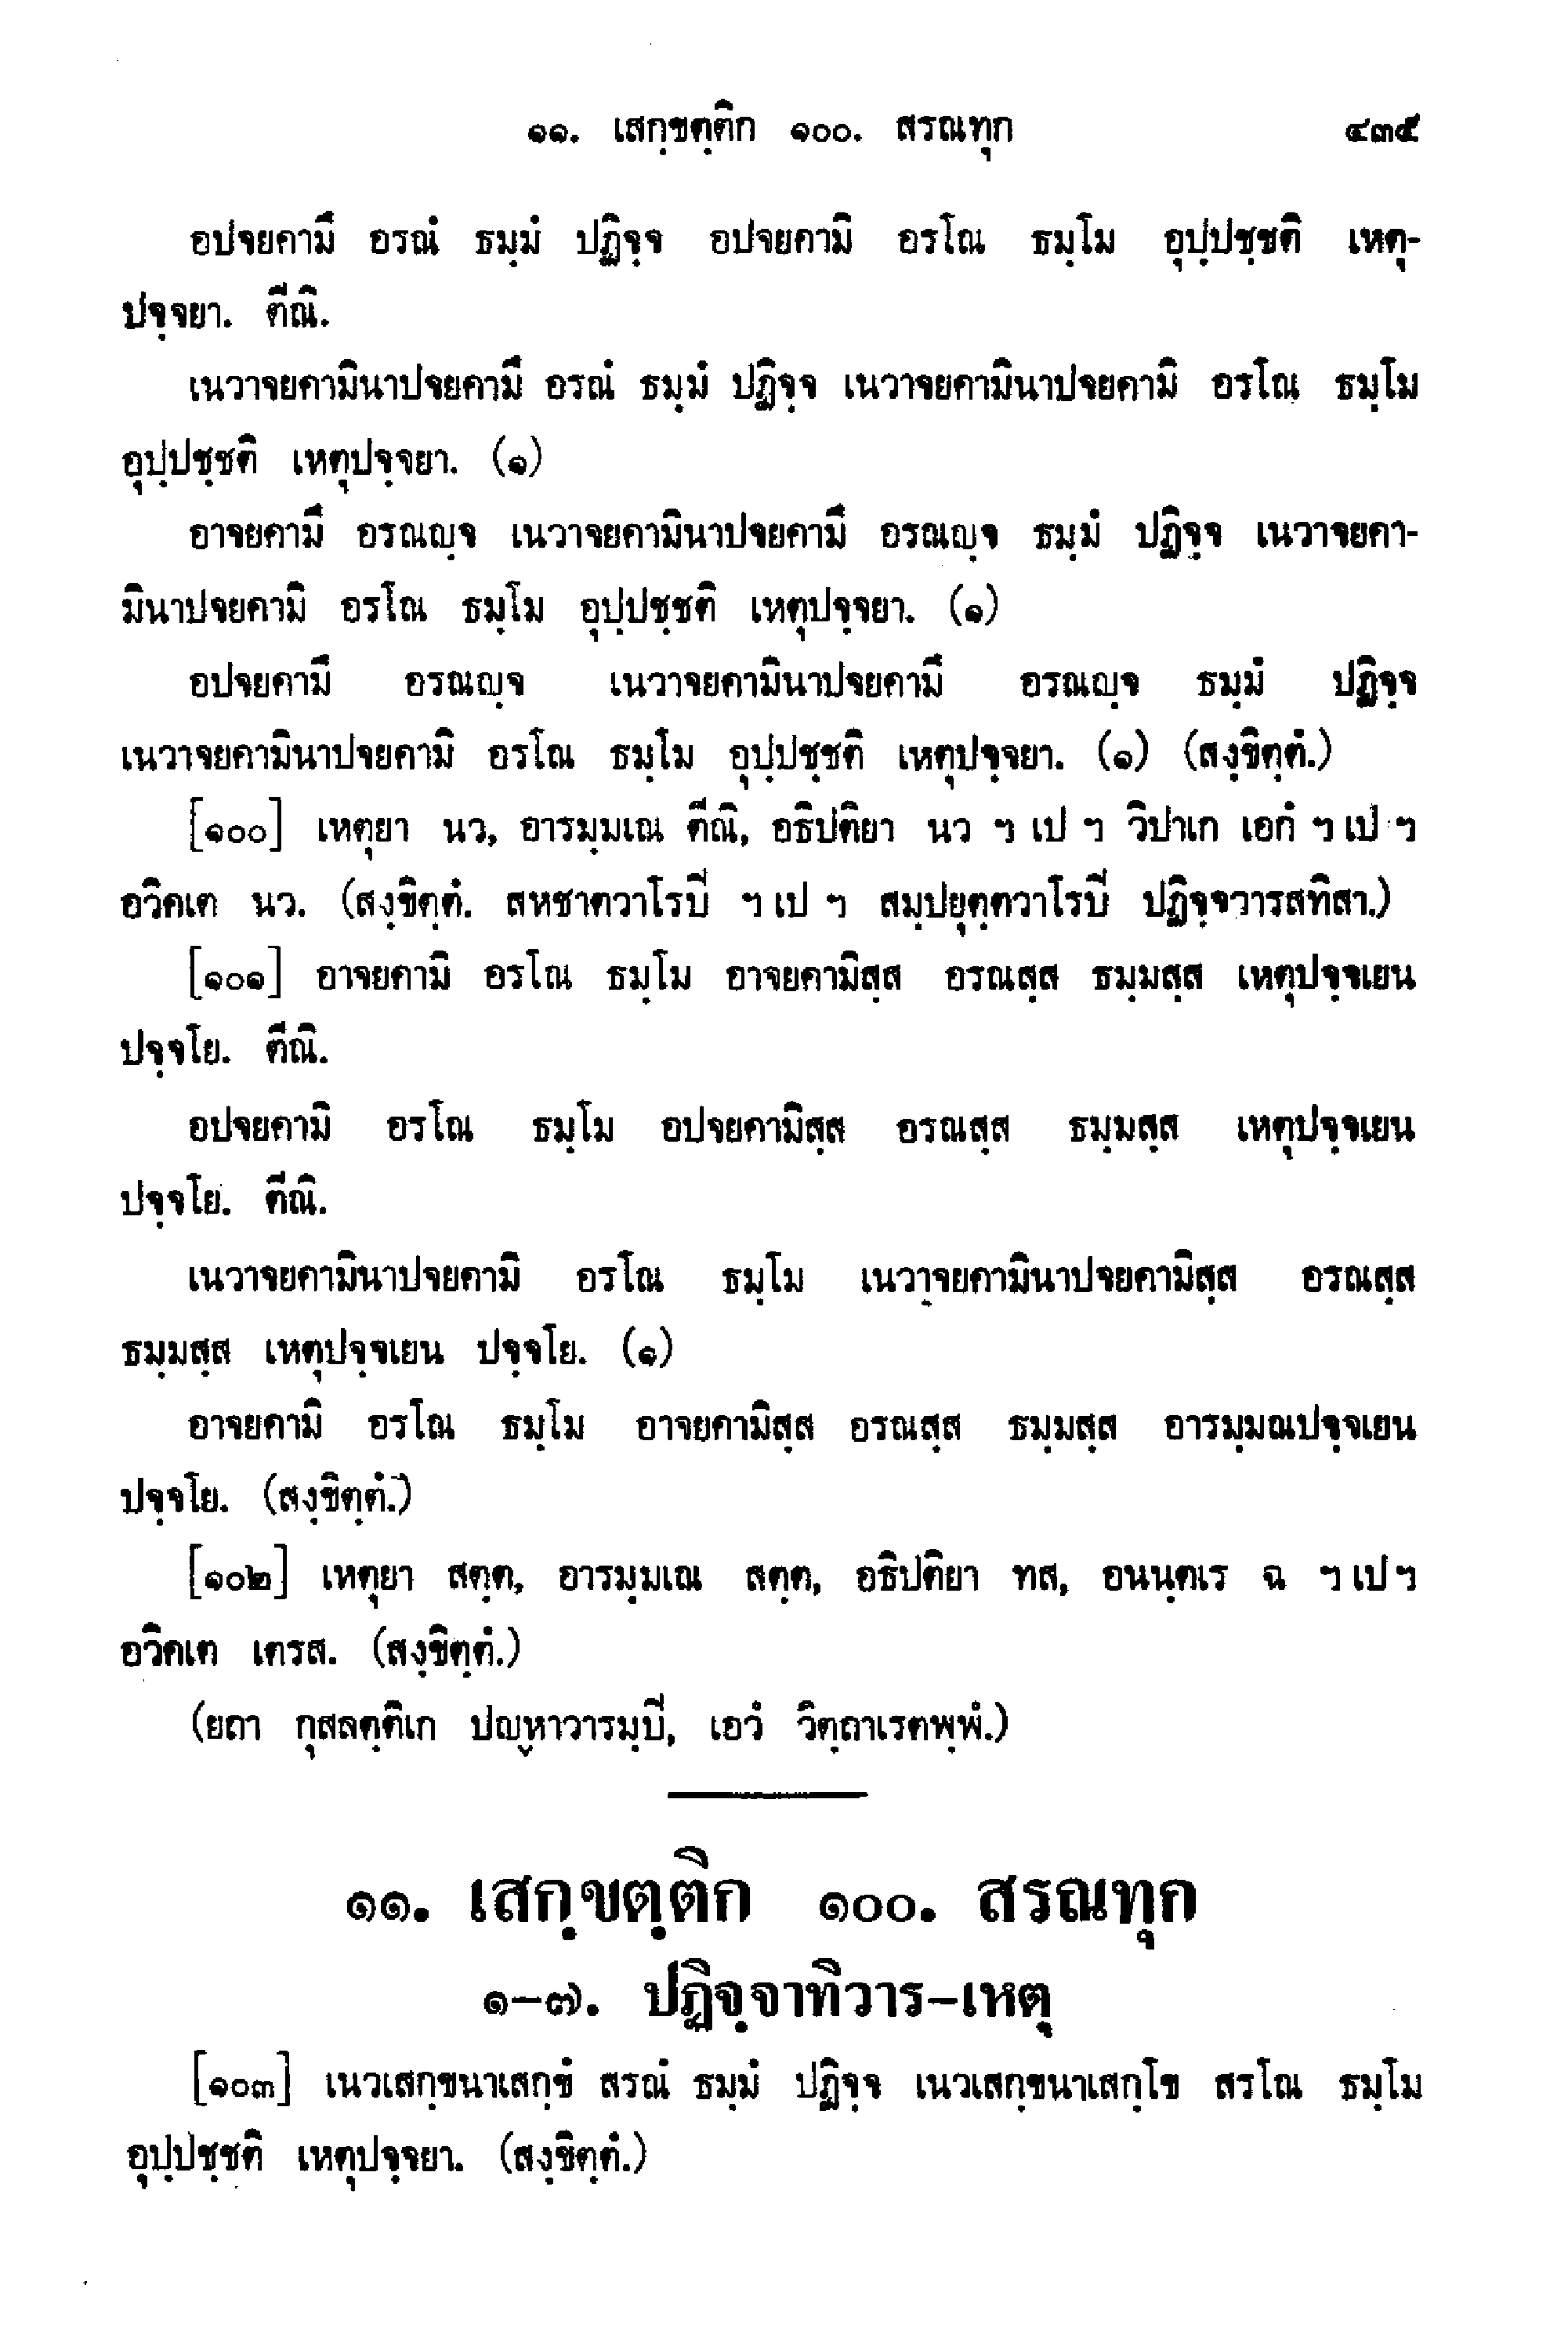 ๑๑. เสกฺขตฺติก ๑๐๐. สรณทุก ๔๓๕
อปจยคามึ อรณํ ธมฺมํ ปฏิจฺจ อปจยคามิ อรโณ ธมฺโม อุปฺปชฺชติ เหตุ-
ปจฺจยา. ตีณิ.
เนวาจยคามินาปจยคามึ อรณํ ธมฺมํ ปฏิจฺจ เนวาจยคามินาปจยคามิ อรโณ ธมฺโม
อุปฺปชฺชติ เหตุปจฺจยา. (๑)
อาจยคามึ อรณญฺจ เนวาจยคามินาปจยคามึ อรณญฺจ ธมฺมํ ปฏิจฺจ เนวาจยคา-
มินาปจยคามิ อรโณ ธมฺโม อุปฺปชฺชติ เหตุปจฺจยา. (๑)
อปจยคามึ อรณญฺจ เนวาจยคามินาปจยคามึ อรณญฺจ ธมฺมํ ปฏิจฺจ
เนวาจยคามินาปจยคามิ อรโณ ธมฺโม อุปฺปชฺชติ เหตุปจฺจยา. (๑) (สงฺขิตฺตํ.)
[๑๐๐] เหตุยา นว, อารมฺมเณ ตีณิ, อธิปติยา นว ฯ เป ฯ วิปาเก เอกํ ฯ เป ฯ
อวิคเต นว. (สงฺขิตฺตํ. สหชาตวาโรปี ฯ เป ฯ สมฺปยุตฺตวาโรปี ปฏิจฺจวารสทิสา.)
[๑๐๑] อาจยคามิ อรโณ ธมฺโม อาจยคามิสฺส อรณสฺส ธมฺมสฺส เหตุปจฺจเยน
ปจฺจโย. ตีณิ.
อปจยคามิ อรโณ ธมฺโม อปจยคามิสฺส อรณสฺส ธมฺมสฺส เหตุปจฺจเยน
ปจฺจโย. ตีณิ.
เนวาจยคามินาปจยคามิ อรโณ ธมฺโม เนวาจยคามินาปจยคามิสฺส อรณสฺส
ธมฺมสฺส เหตุปจฺจเยน ปจฺจโย. (๑)
อาจยคามิ อรโณ ธมฺโม อาจยคามิสฺส อรณสฺส ธมฺมสฺส อารมฺมณปจฺจเยน
ปจฺจโย. (สงฺขิตฺตํ.)
[๑๐๒] เหตุยา สตฺต, อารมฺมเณ สตฺต, อธิปติยา ทส, อนนฺตเร ฉ ฯ เป ฯ
อวิคเต เตรส. (สงฺขิตฺตํ.)
(ยถา กุสลตฺติเก ปญฺหาวารมฺปี, เอวํ วิตฺถาเรตพฺพํ.)
๑๑. เสกฺขตฺติก ๑๐๐. สรณทุก
๑-๗. ปฏิจฺจาทิวาร-เหตุ
[๑๐๓] เนวเสกฺขนาเสกฺขํ สรณํ ธมฺมํ ปฏิจฺจ เนวเสกฺขนาเสกฺโข สรโณ ธมฺโม
อุปฺปชฺชติ เหตุปจฺจยา. (สงฺขิตฺตํ.)